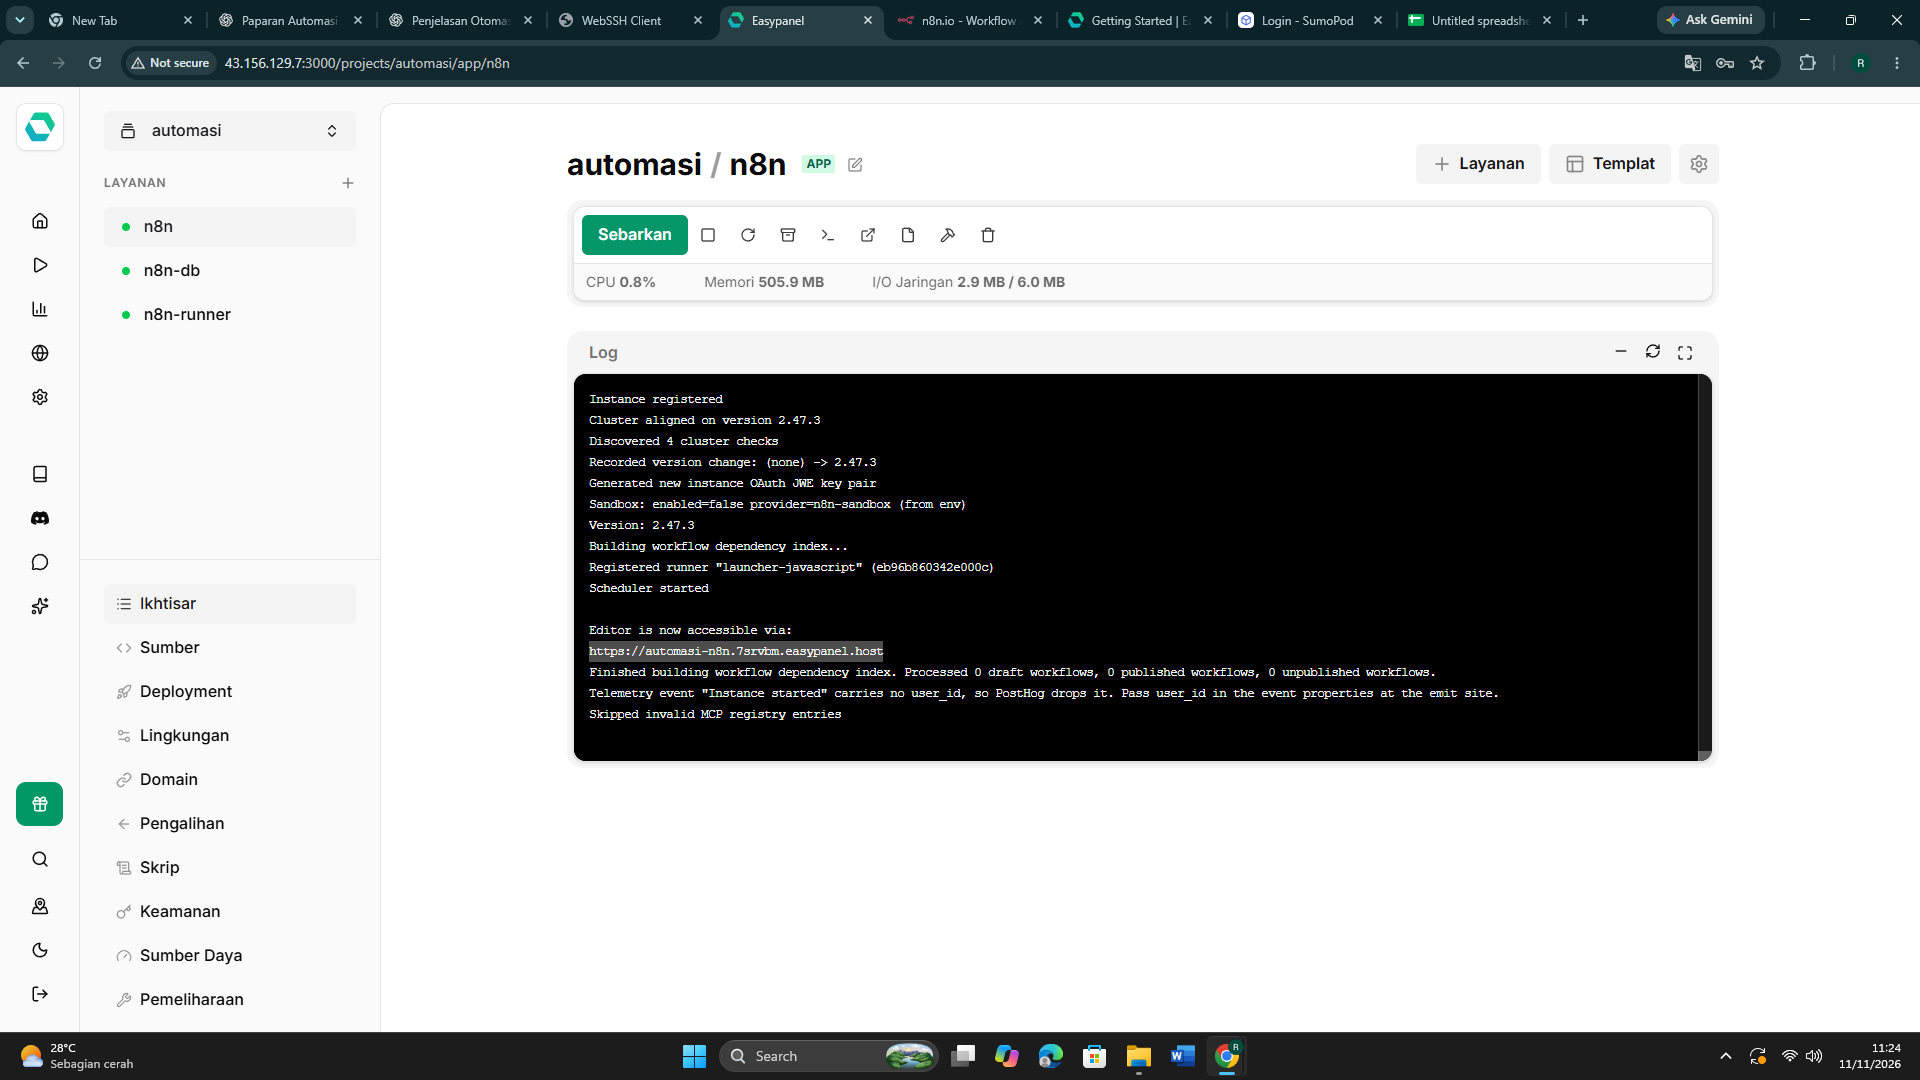 New Tab
Paparan Automasi
Penjelasan Otomas
WebSSH Client
Easypanel
n8n.io - Workflow
Getting Started | E
Login - SumoPod
Untitled spreadshe
Ask Gemini
Not secure
43.156.129.7:3000/projects/automasi/app/n8n
R
automasi
LAYANAN
n8n
n8n-db
n8n-runner
Ikhtisar
Sumber
Deployment
Lingkungan
Domain
Pengalihan
Skrip
Keamanan
Sumber Daya
Pemeliharaan
automasi / n8n APP
Layanan
Templat
Sebarkan
CPU 0.8%
Memori 505.9 MB
I/O Jaringan 2.9 MB / 6.0 MB
Log
Instance registered
Cluster aligned on version 2.47.3
Discovered 4 cluster checks
Recorded version change: (none) -> 2.47.3
Generated new instance OAuth JWE key pair
Sandbox: enabled=false provider=n8n-sandbox (from env)
Version: 2.47.3
Building workflow dependency index...
Registered runner "launcher-javascript" (eb96b860342e000c)
Scheduler started
Editor is now accessible via:
https://automasi-n8n.7srvbm.easypanel.host
Finished building workflow dependency index. Processed 0 draft workflows, 0 published workflows, 0 unpublished workflows.
Telemetry event "Instance started" carries no user_id, so PostHog drops it. Pass user_id in the event properties at the emit site.
Skipped invalid MCP registry entries
28°C
Sebagian cerah
Search
11:24
11/11/2026